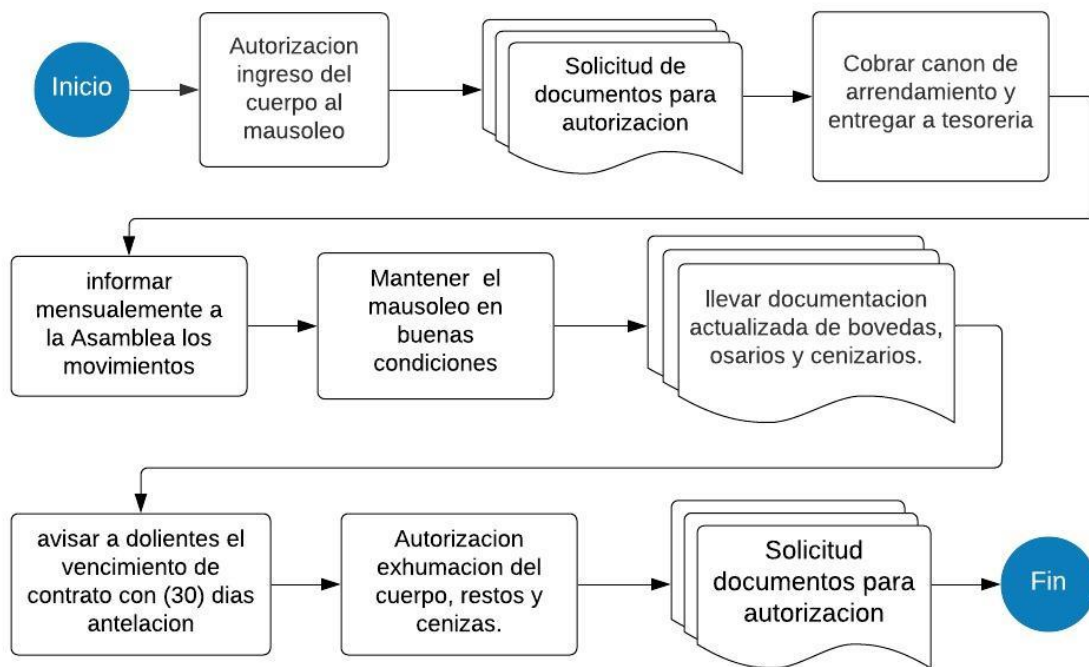 Inicio
Autorizacion
ingreso del
cuerpo al
mausoleo
Solicitud de
documentos para
autorizacion
Cobrar canon de
arrendamiento y
entregar a tesoreria
informar
mensualemente a
la Asamblea los
movimientos
Mantener el
mausoleo en
buenas
condiciones
llevar documentacion
actualizada de bovedas,
osarios y cenizarios.
avisar a dolientes el
vencimiento de
contrato con (30) dias
antelacion
Autorizacion
exhumacion del
cuerpo, restos y
cenizas.
Solicitud
documentos para
autorizacion
Fin